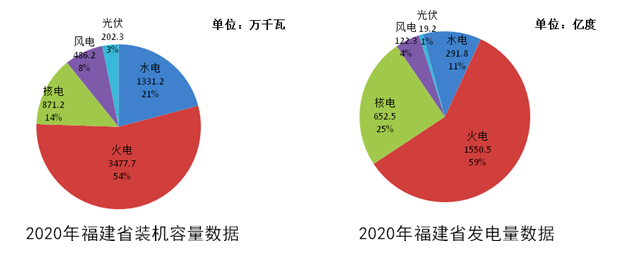 单位：万千瓦
光伏
202.3
3%
风电
486.2
8%
水电
1331.2
21%
核电
871.2
14%
火电
3477.7
54%
2020年福建省装机容量数据
单位：亿度
光伏
19.2
1%
风电
122.3
4%
水电
291.8
11%
核电
652.5
25%
火电
1550.5
59%
2020年福建省发电量数据